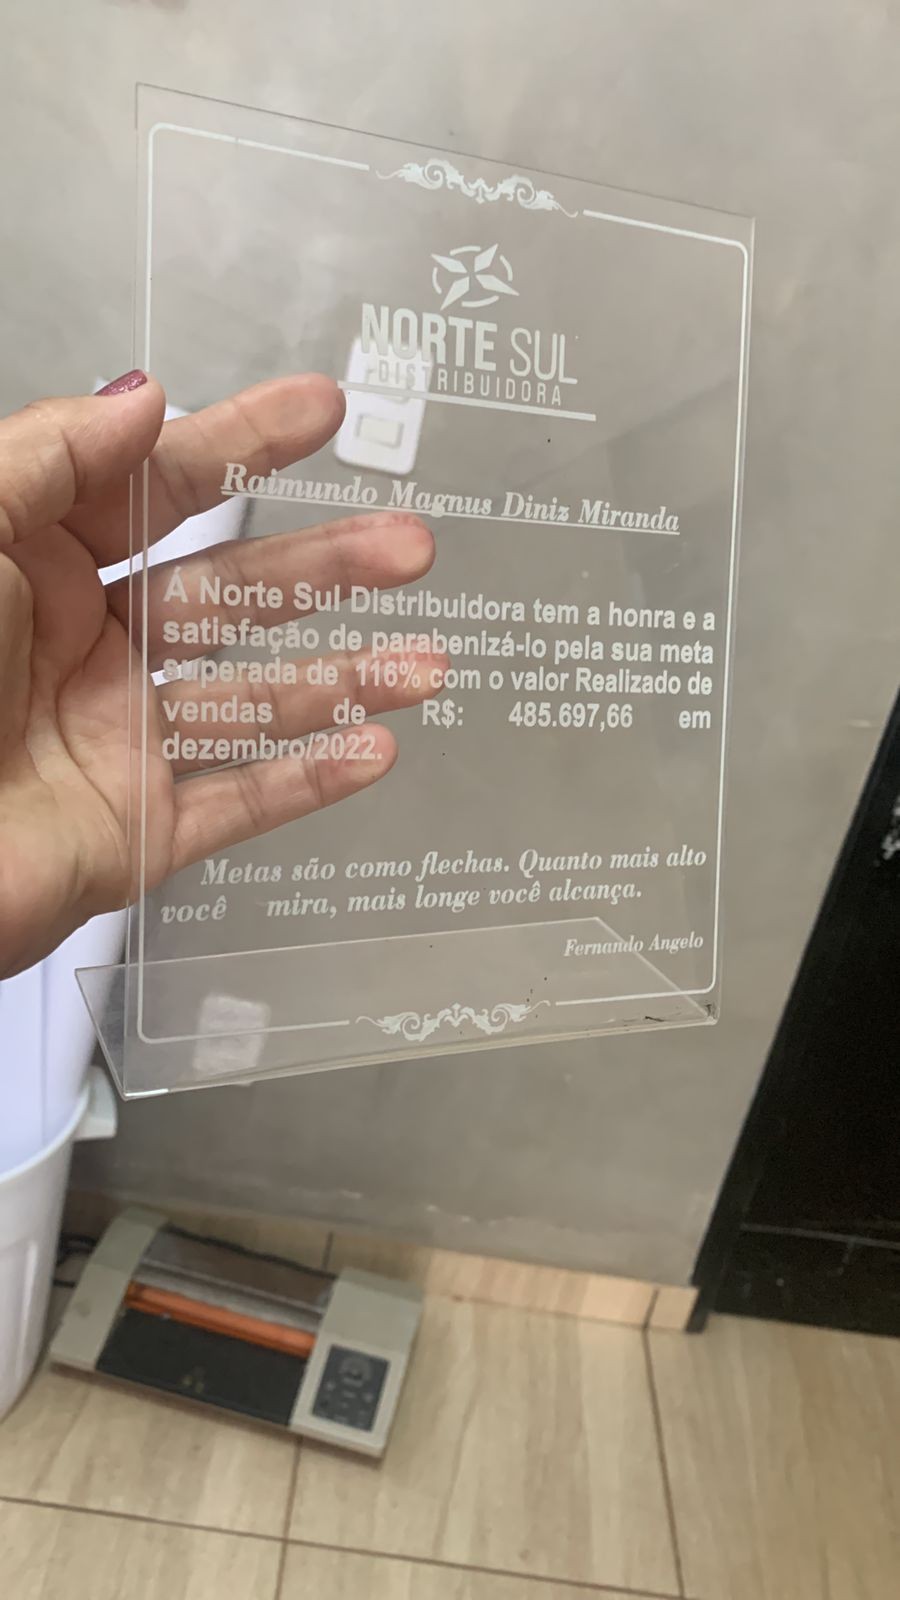 NORTE SUL
DISTRIBUIDORA
Raimundo Magnus Diniz Miranda
Á Norte Sul Distribuidora tem a honra e a
satisfação de parabenizá-lo pela sua meta
superada de 116% com o valor Realizado de
vendas de R$: 485.697,66 em
dezembro/2022.
Metas são como flechas. Quanto mais alto
você mira, mais longe você alcança.
Fernando Angelo